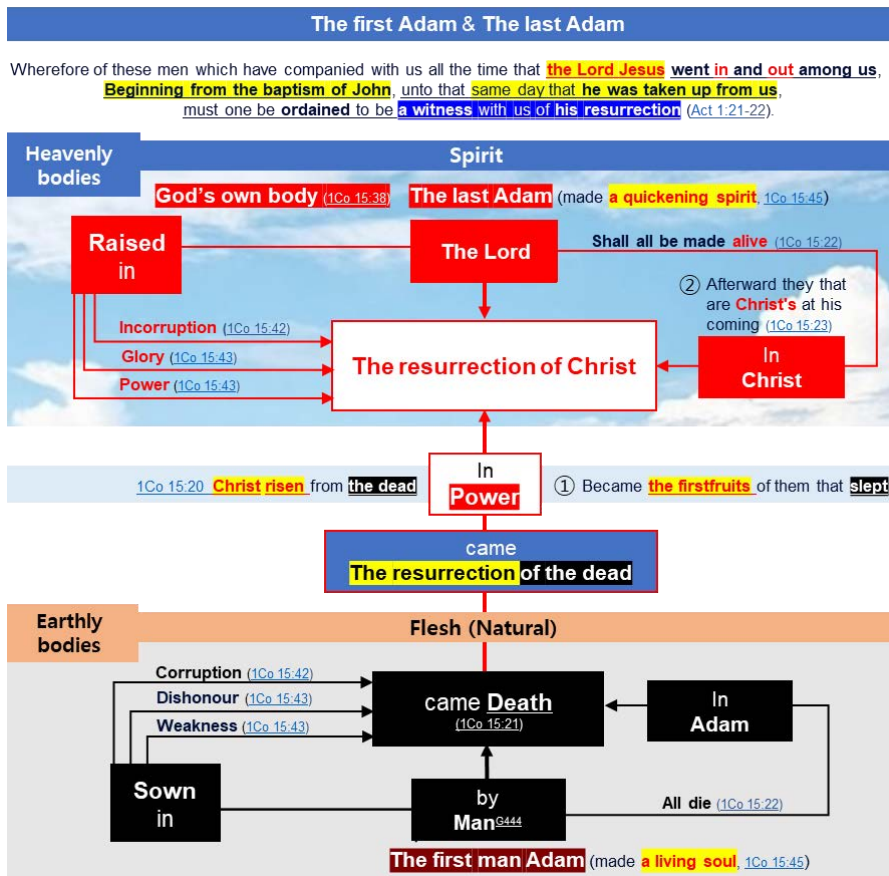 The first Adam & The last Adam
Wherefore of these men which have companied with us all the time that the Lord Jesus went in and out among us,
Beginning from the baptism of John, unto that same day that he was taken up from us,
must one be ordained to be a witness with us of his resurrection (Act 1:21-22).
Heavenly
bodies
Spirit
God's own body (1Co 15:38)
The last Adam (made a quickening spirit, 1Co 15:45)
Raised
in
The Lord
Shall all be made alive (1Co 15:22)
② Afterward they that
are Christ's at his
coming (1Co 15:23)
Incorruption (1Co 15:42)
Glory (1Co 15:43)
Power (1Co 15:43)
The resurrection of Christ
In
Christ
1Co 15:20 Christ risen from the dead
In
Power
① Became the firstfruits of them that slept
came
The resurrection of the dead
Earthly
bodies
Flesh (Natural)
Corruption (1Co 15:42)
Dishonour (1Co 15:43)
Weakness (1Co 15:43)
came Death
(1Co 15:21)
In
Adam
Sown
in
by
Man G444
All die (1Co 15:22)
The first man Adam (made a living soul, 1Co 15:45)